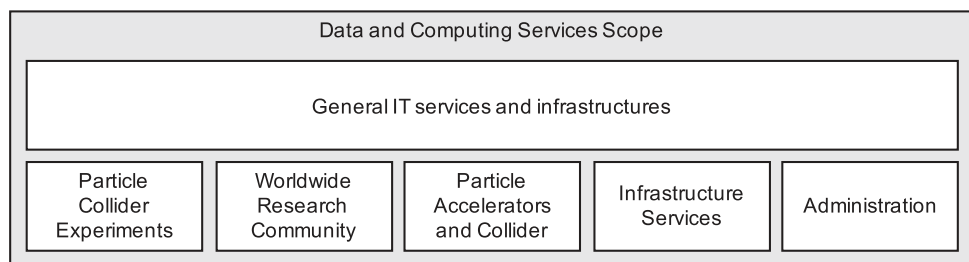 Data and Computing Services Scope
General IT services and infrastructures
Particle
Collider
Experiments
Worldwide
Research
Community
Particle
Accelerators
and Collider
Infrastructure
Services
Administration